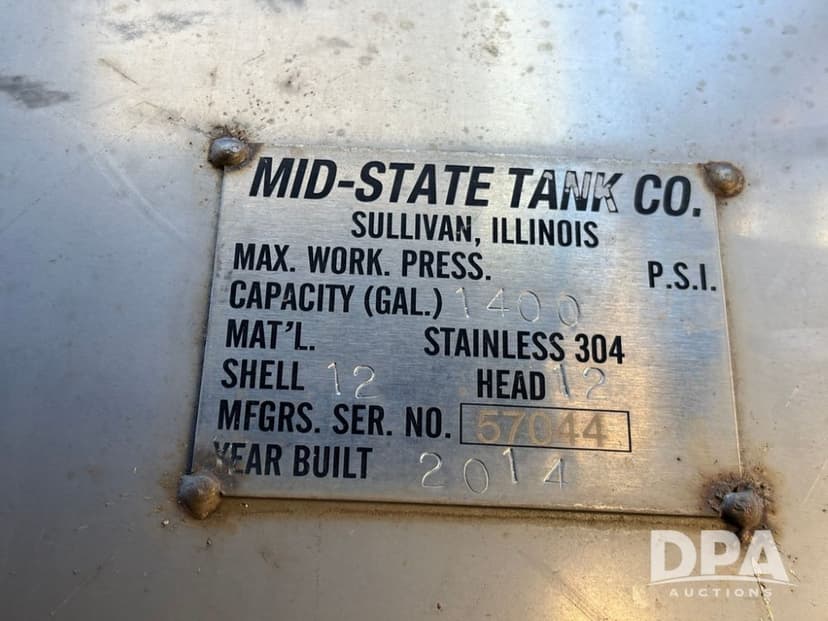 MID-STATE TANK CO.
SULLIVAN, ILLINOIS
MAX. WORK. PRESS. P.S.I.
CAPACITY (GAL.) 1400
MAT'L. STAINLESS 304
SHELL 12 HEAD 12
MFGRS. SER. NO. 57044
YEAR BUILT 2014
DPA
AUCTIONS